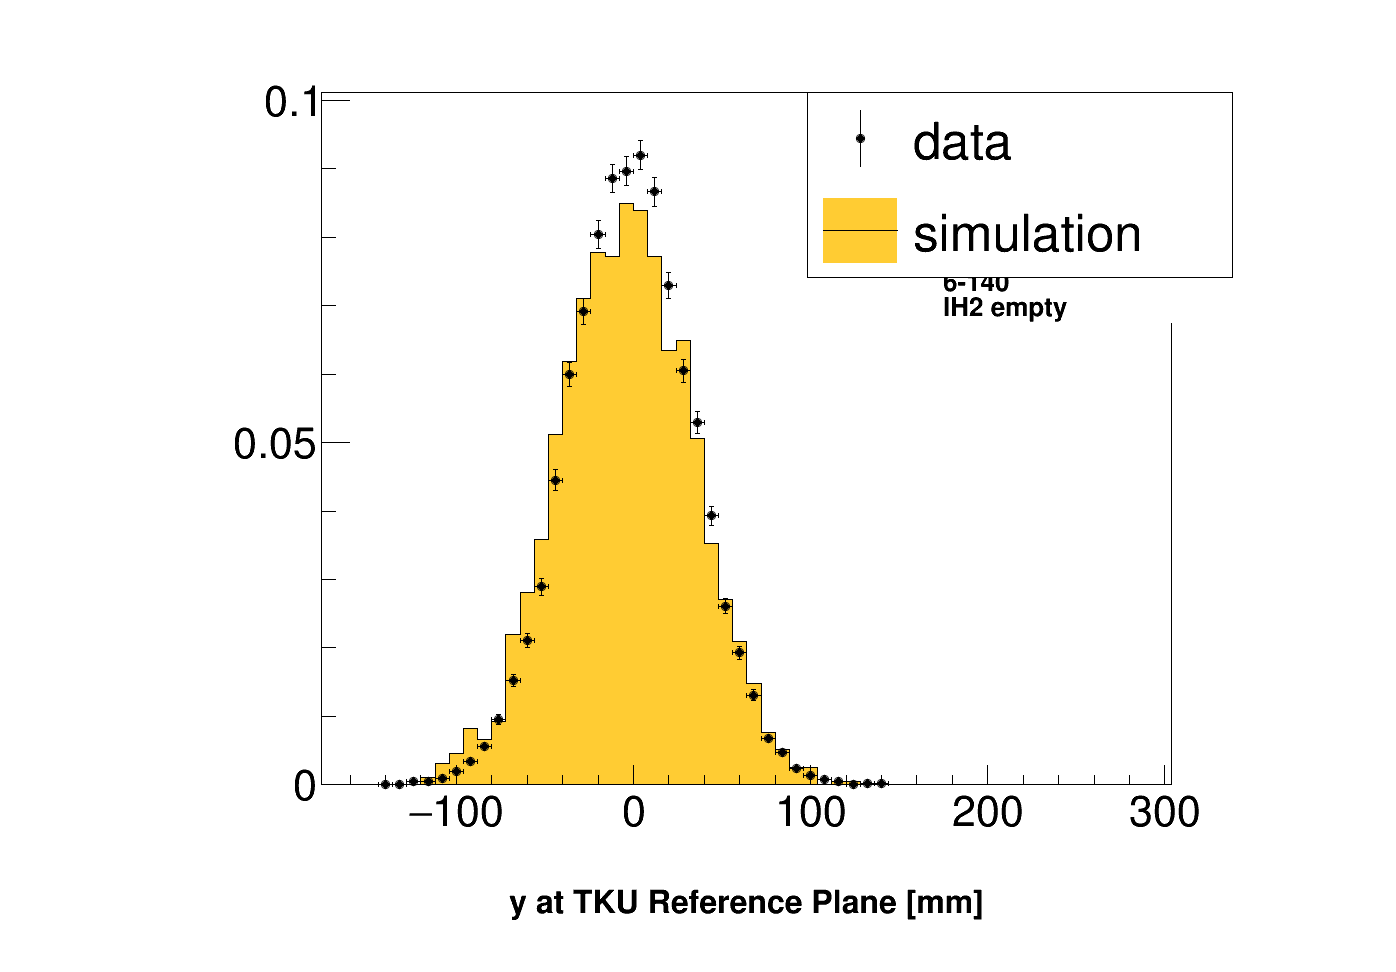 0.1
data
simulation
6-140
lH2 empty
0.05
0
−100
0
100
200
300
y at TKU Reference Plane [mm]